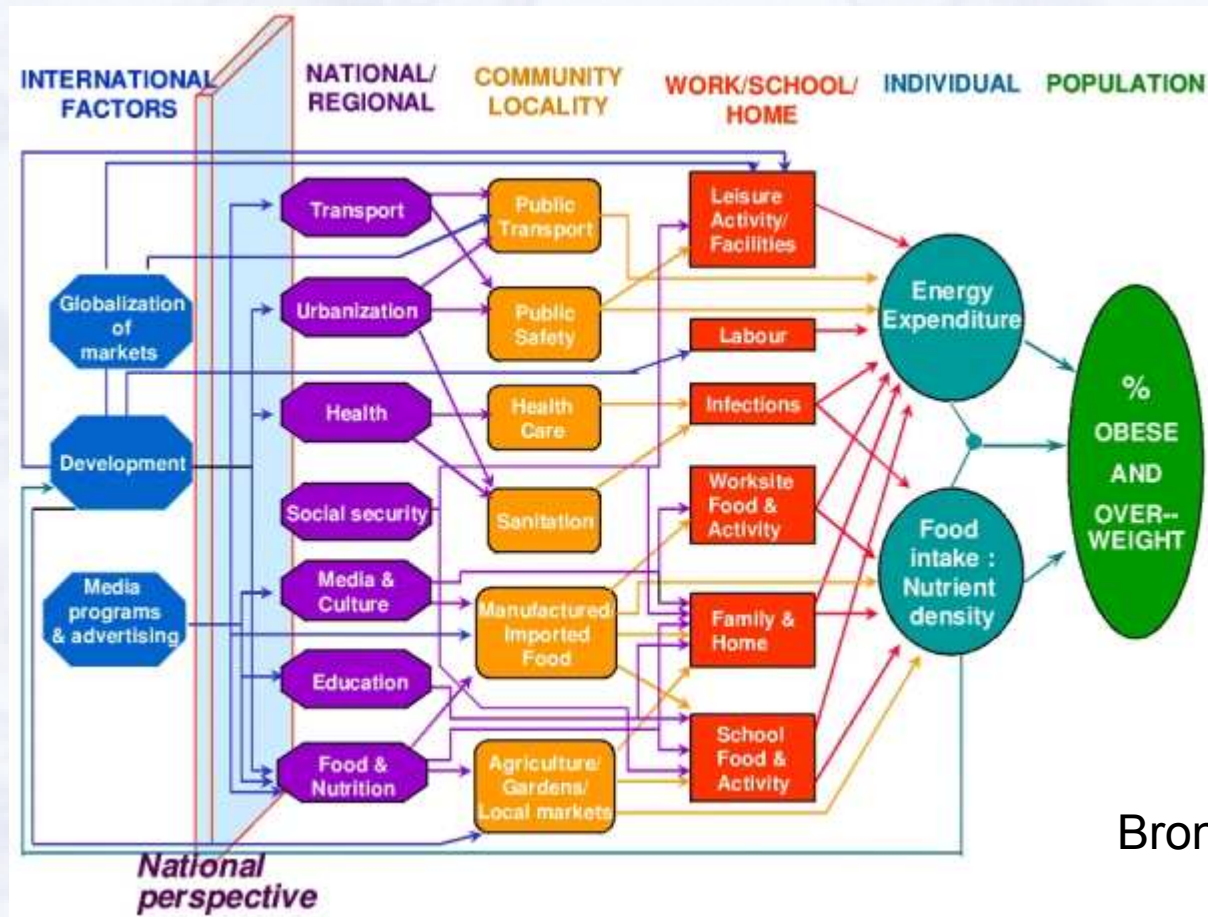 INTERNATIONAL
FACTORS
NATIONAL/
REGIONAL
COMMUNITY
LOCALITY
WORK/SCHOOL/
HOME
INDIVIDUAL
POPULATION
Globalization
of
markets
Development
Media
programs
& advertising
Transport
Urbanization
Health
Social security
Media &
Culture
Education
Food &
Nutrition
Public
Transport
Public
Safety
Health
Care
Sanitation
Manufactured/
Imported
Food
Agriculture/
Gardens/
Local markets
Leisure
Activity/
Facilities
Labour
Infections
Worksite
Food &
Activity
Family &
Home
School
Food &
Activity
Energy
Expenditure
Food
intake :
Nutrient
density
%
OBESE
AND
OVER--
WEIGHT
National
perspective